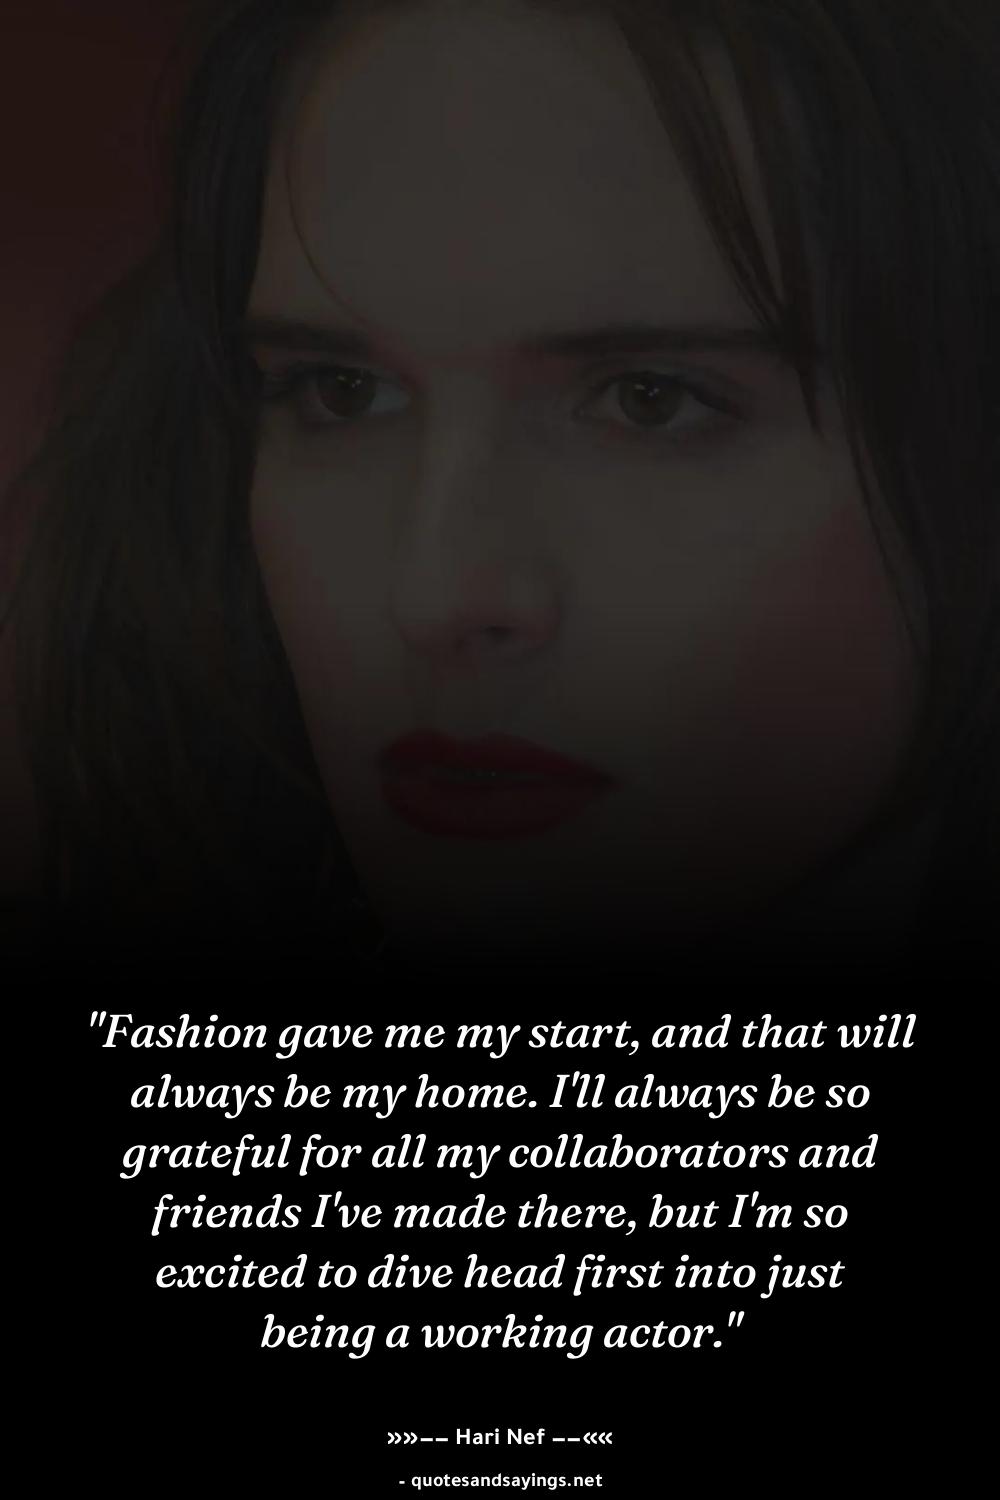 "Fashion gave me my start, and that will
always be my home. I'll always be so
grateful for all my collaborators and
friends I've made there, but I'm so
excited to dive head first into just
being a working actor."
»»–– Hari Nef ––««
- quotesandsayings.net